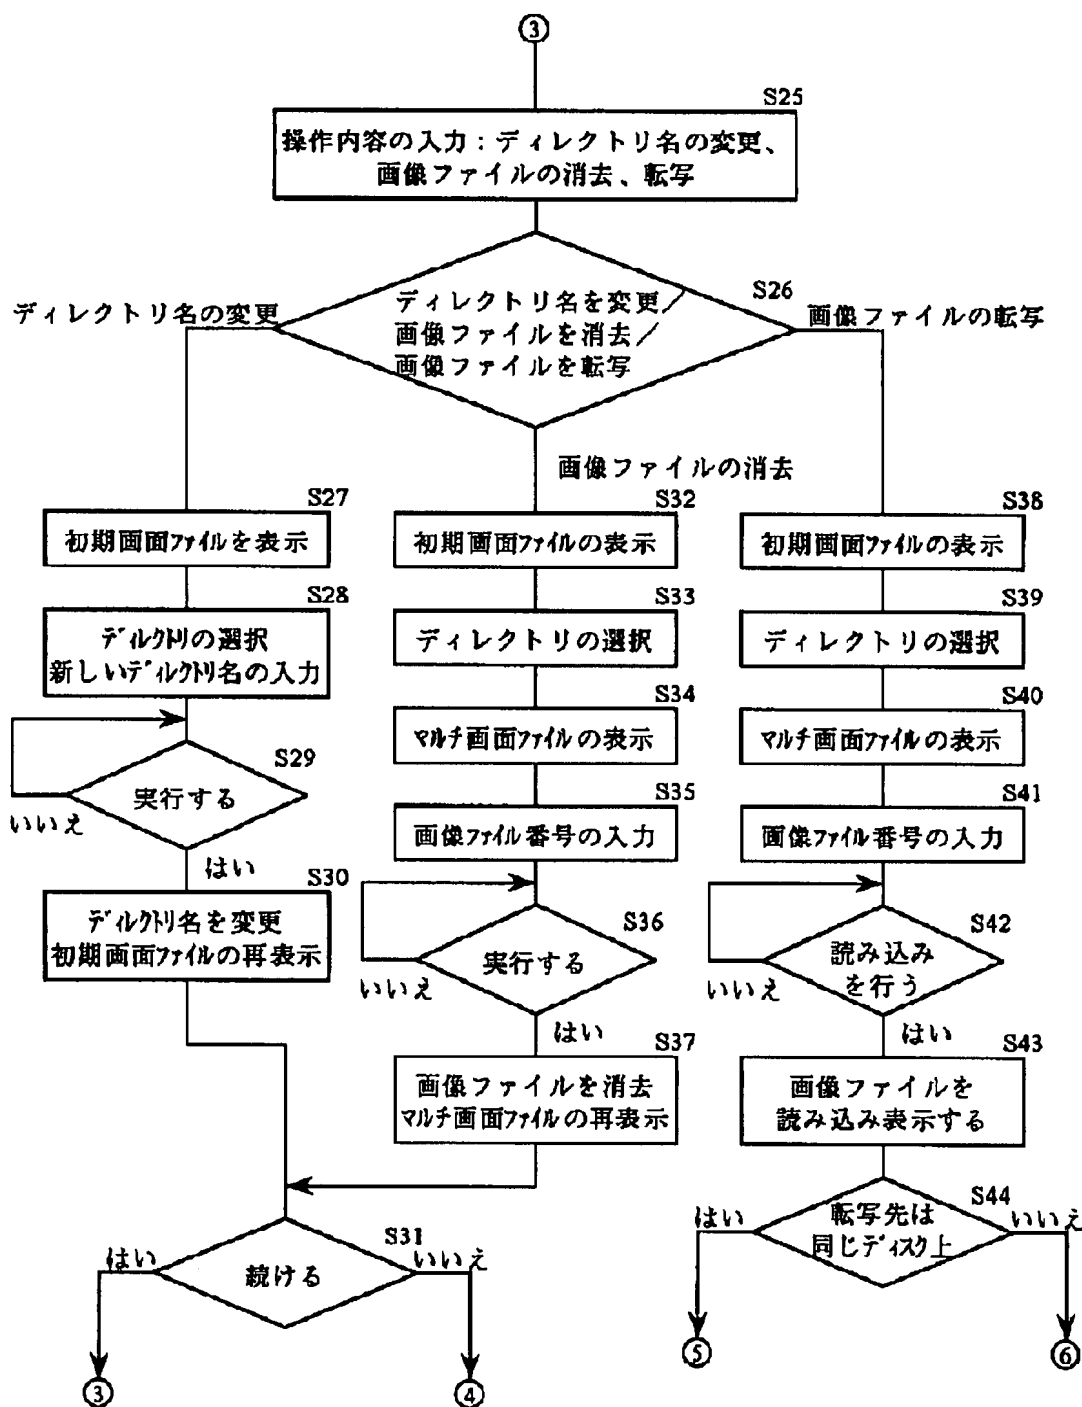 ③
S25
操作内容の入力：ディレクトリ名の変更、
画像ファイルの消去、転写
S26
ディレクトリ名を変更／
画像ファイルを消去／
画像ファイルを転写
ディレクトリ名の変更
画像ファイルの転写
画像ファイルの消去
S27
初期画面ファイルを表示
S28
ディレクトリの選択
新しいディレクトリ名の入力
S29
実行する
いいえ
はい
S30
ディレクトリ名を変更
初期画面ファイルの再表示
S32
初期画面ファイルの表示
S33
ディレクトリの選択
S34
マルチ画面ファイルの表示
S35
画像ファイル番号の入力
S36
実行する
いいえ
はい
S37
画像ファイルを消去
マルチ画面ファイルの再表示
S31
続ける
はい
いいえ
③
④
S38
初期画面ファイルの表示
S39
ディレクトリの選択
S40
マルチ画面ファイルの表示
S41
画像ファイル番号の入力
S42
読み込み
を行う
いいえ
はい
S43
画像ファイルを
読み込み表示する
S44
転写先は
同じディスク上
はい
いいえ
⑤
⑥